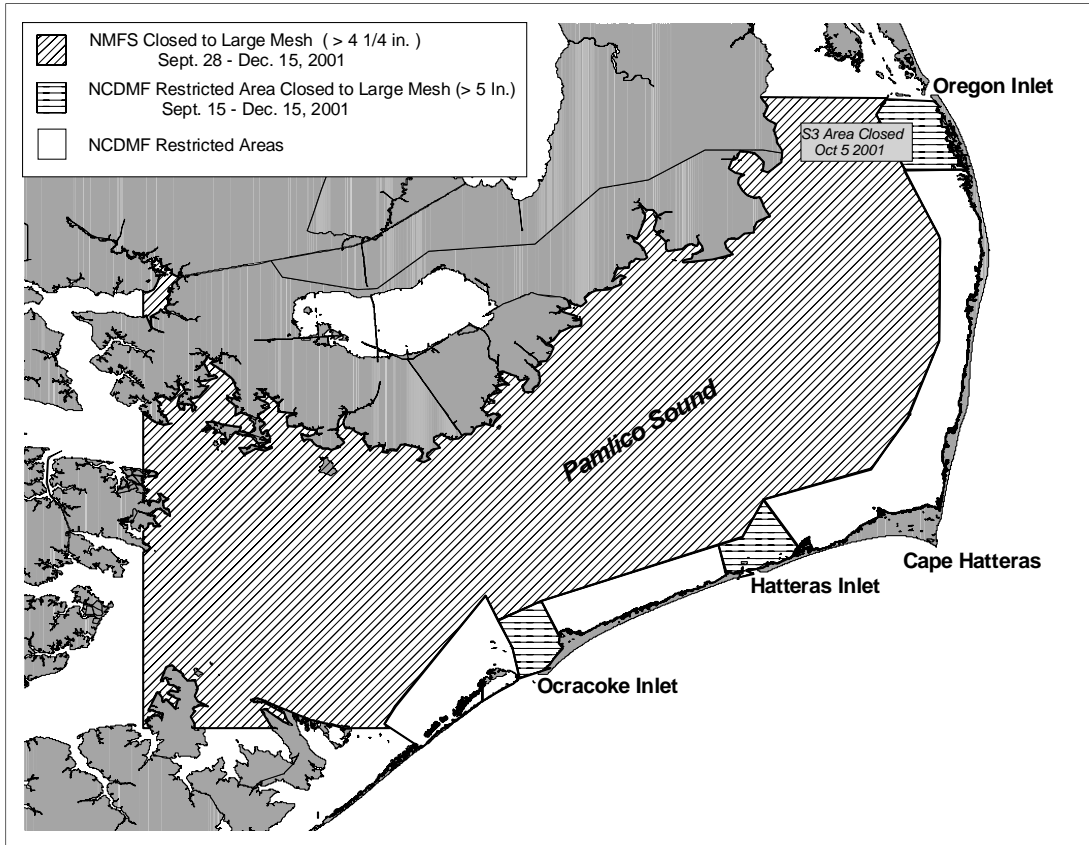 NMFS Closed to Large Mesh ( > 4 1/4 in. )
Sept. 28 - Dec. 15, 2001
NCDMF Restricted Area Closed to Large Mesh (> 5 In.)
Sept. 15 - Dec. 15, 2001
NCDMF Restricted Areas
Oregon Inlet
S3 Area Closed
Oct 5 2001
Pamlico Sound
Cape Hatteras
Hatteras Inlet
Ocracoke Inlet